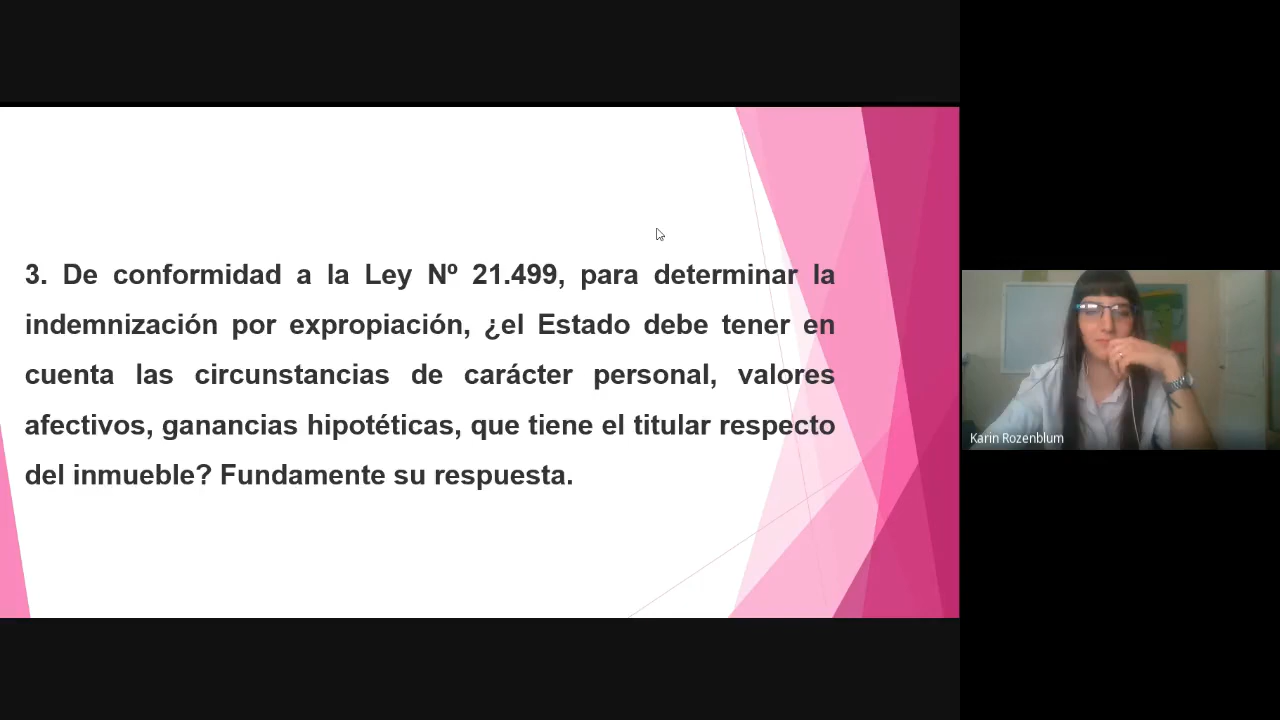 3. De conformidad a la Ley Nº 21.499, para determinar la
indemnización por expropiación, ¿el Estado debe tener en
cuenta las circunstancias de carácter personal, valores
afectivos, ganancias hipotéticas, que tiene el titular respecto
del inmueble? Fundamente su respuesta.
Karin Rozenblum